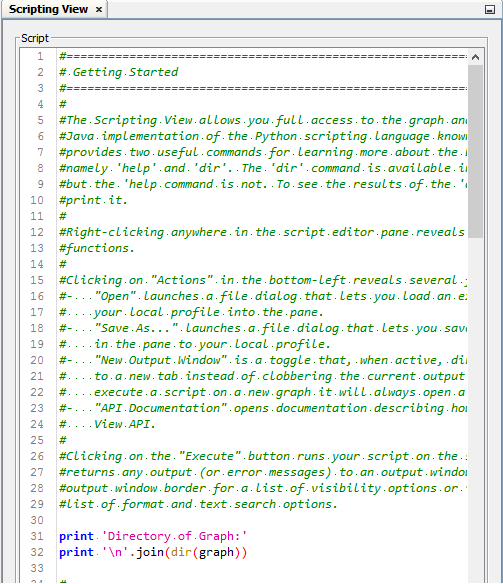 Scripting View ×
Script
1 #==========================================================
2 # Getting Started
3 #==========================================================
4 #
5 #The Scripting View allows you full access to the graph an
6 #Java implementation of the Python scripting language know
7 #provides two useful commands for learning more about the
8 #namely 'help' and 'dir'. The 'dir' command is available i
9 #but the 'help command is not. To see the results of the '
10 #print it.
11 #
12 #Right-clicking anywhere in the script editor pane reveals
13 #functions.
14 #
15 #Clicking on "Actions" in the bottom-left reveals several
16 #- "Open" launches a file dialog that lets you load an e
17 # your local profile into the pane.
18 #- "Save As..." launches a file dialog that lets you sav
19 # in the pane to your local profile.
20 #- "New Output Window" is a toggle that, when active, di
21 # to a new tab instead of clobbering the current output
22 # execute a script on a new graph it will always open a
23 #- "API Documentation" opens documentation describing ho
24 # View API.
25 #
26 #Clicking on the "Execute" button runs your script on the
27 #returns any output (or error messages) to an output windo
28 #output window border for a list of visibility options or
29 #list of format and text search options.
30
31 print 'Directory of Graph:'
32 print '\n'.join(dir(graph))
33